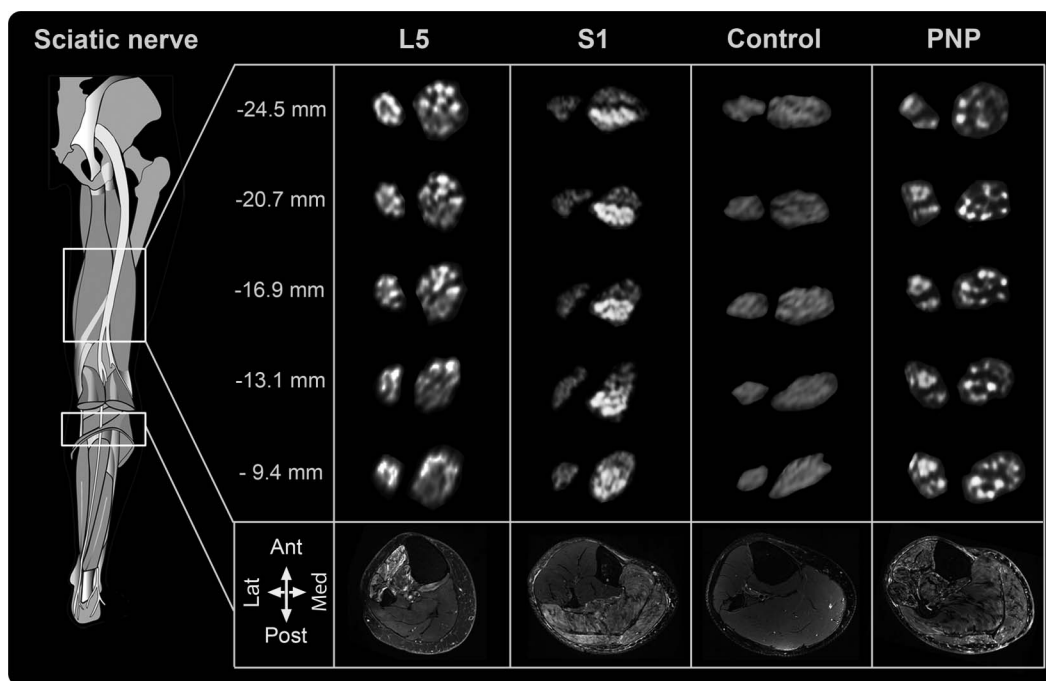 Sciatic nerve L5 S1 Control PNP
-24.5 mm
-20.7 mm
-16.9 mm
-13.1 mm
- 9.4 mm
Ant
Lat Med
Post